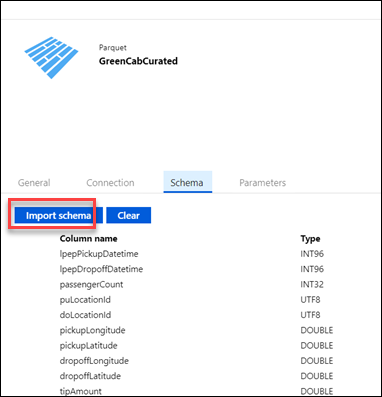 Parquet
GreenCabCurated
General Connection Schema Parameters
Import schema Clear
Column name Type
lpepPickupDatetime INT96
lpepDropoffDatetime INT96
passengerCount INT32
puLocationId UTF8
doLocationId UTF8
pickupLongitude DOUBLE
pickupLatitude DOUBLE
dropoffLongitude DOUBLE
dropoffLatitude DOUBLE
tipAmount DOUBLE